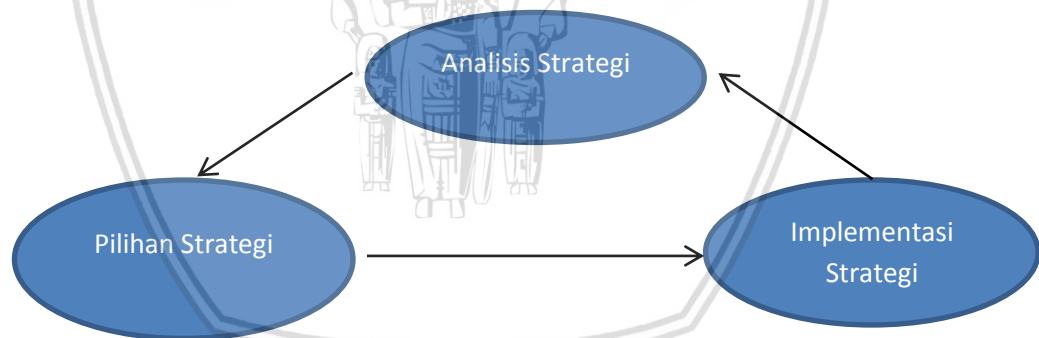 Analisis Strategi
Pilihan Strategi
Implementasi
Strategi